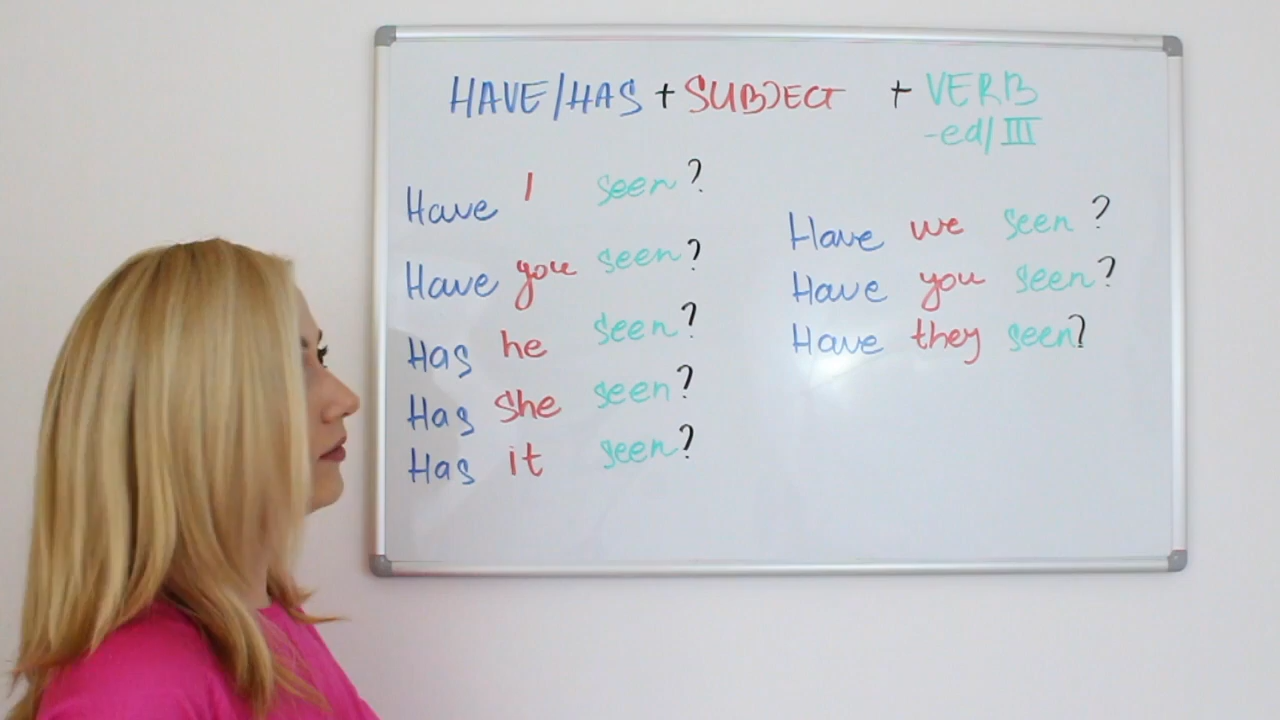 HAVE/HAS + SUBJECT + VERB
-ed/III
Have I seen?
Have you seen?
Has he seen?
Has she seen?
Has it seen?
Have we seen?
Have you seen?
Have they seen?